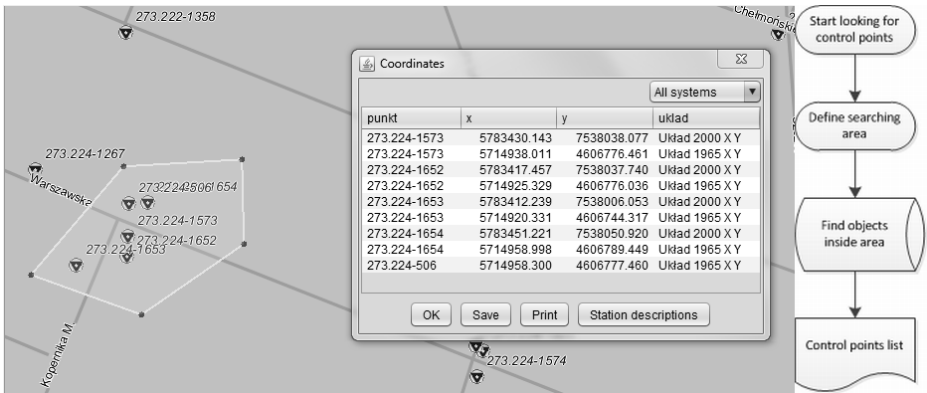 273.222-1358
Chełmońskie
273.224-1267
Warszawska
273.224-506
1654
273.224-1573
273.224-1652
273.224-1653
Kopernika M.
273.224-1574
Coordinates
All systems
punkt x y uklad
273.224-1573 5783430.143 7538038.077 Układ 2000 X Y
273.224-1573 5714938.011 4606776.461 Układ 1965 X Y
273.224-1652 5783417.457 7538037.740 Układ 2000 X Y
273.224-1652 5714925.329 4606776.036 Układ 1965 X Y
273.224-1653 5783412.239 7538006.053 Układ 2000 X Y
273.224-1653 5714920.331 4606744.317 Układ 1965 X Y
273.224-1654 5783451.221 7538050.920 Układ 2000 X Y
273.224-1654 5714958.998 4606789.449 Układ 1965 X Y
273.224-506 5714958.300 4606777.460 Układ 1965 X Y
OK Save Print Station descriptions
Start looking for
control points
Define searching
area
Find objects
inside area
Control points list